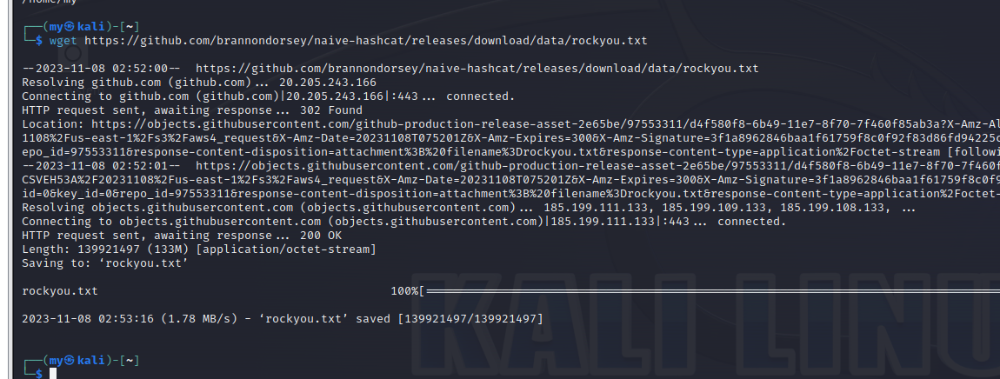 /home/my
┌──(my㉿kali)-[~]
└─$ wget https://github.com/brannondorsey/naive-hashcat/releases/download/data/rockyou.txt
--2023-11-08 02:52:00-- https://github.com/brannondorsey/naive-hashcat/releases/download/data/rockyou.txt
Resolving github.com (github.com)... 20.205.243.166
Connecting to github.com (github.com)|20.205.243.166|:443... connected.
HTTP request sent, awaiting response... 302 Found
Location: https://objects.githubusercontent.com/github-production-release-asset-2e65be/97553311/d4f580f8-6b49-11e7-8f70-7f460f85ab3a?X-Amz-Al
1108%2Fus-east-1%2Fs3%2Faws4_request&X-Amz-Date=20231108T075201Z&X-Amz-Expires=300&X-Amz-Signature=3f1a8962846baa1f61759f8c0f92f83d86fd94225c
epo_id=97553311&response-content-disposition=attachment%3B%20filename%3Drockyou.txt&response-content-type=application%2Foctet-stream [followi
--2023-11-08 02:52:01-- https://objects.githubusercontent.com/github-production-release-asset-2e65be/97553311/d4f580f8-6b49-11e7-8f70-7f460f
CSVEH53A%2F20231108%2Fus-east-1%2Fs3%2Faws4_request&X-Amz-Date=20231108T075201Z&X-Amz-Expires=300&X-Amz-Signature=3f1a8962846baa1f61759f8c0f9
id=0&key_id=0&repo_id=97553311&response-content-disposition=attachment%3B%20filename%3Drockyou.txt&response-content-type=application%2Foctet-
Resolving objects.githubusercontent.com (objects.githubusercontent.com)... 185.199.111.133, 185.199.109.133, 185.199.108.133, ...
Connecting to objects.githubusercontent.com (objects.githubusercontent.com)|185.199.111.133|:443... connected.
HTTP request sent, awaiting response... 200 OK
Length: 139921497 (133M) [application/octet-stream]
Saving to: ‘rockyou.txt’
rockyou.txt 100%[=====================
2023-11-08 02:53:16 (1.78 MB/s) - ‘rockyou.txt’ saved [139921497/139921497]
┌──(my㉿kali)-[~]
└─$
KALI LINU